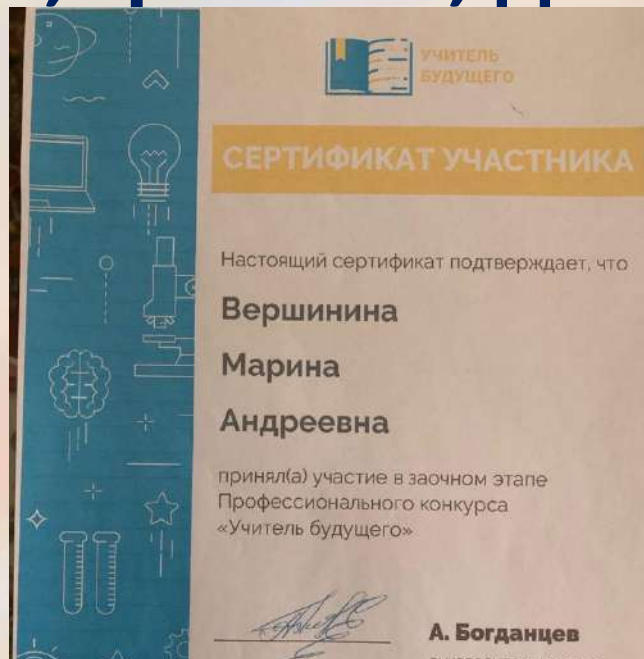 УЧИТЕЛЬ
БУДУЩЕГО
СЕРТИФИКАТ УЧАСТНИКА
Настоящий сертификат подтверждает, что
Вершинина
Марина
Андреевна
принял(а) участие в заочном этапе
Профессионального конкурса
«Учитель будущего»
А. Богданцев